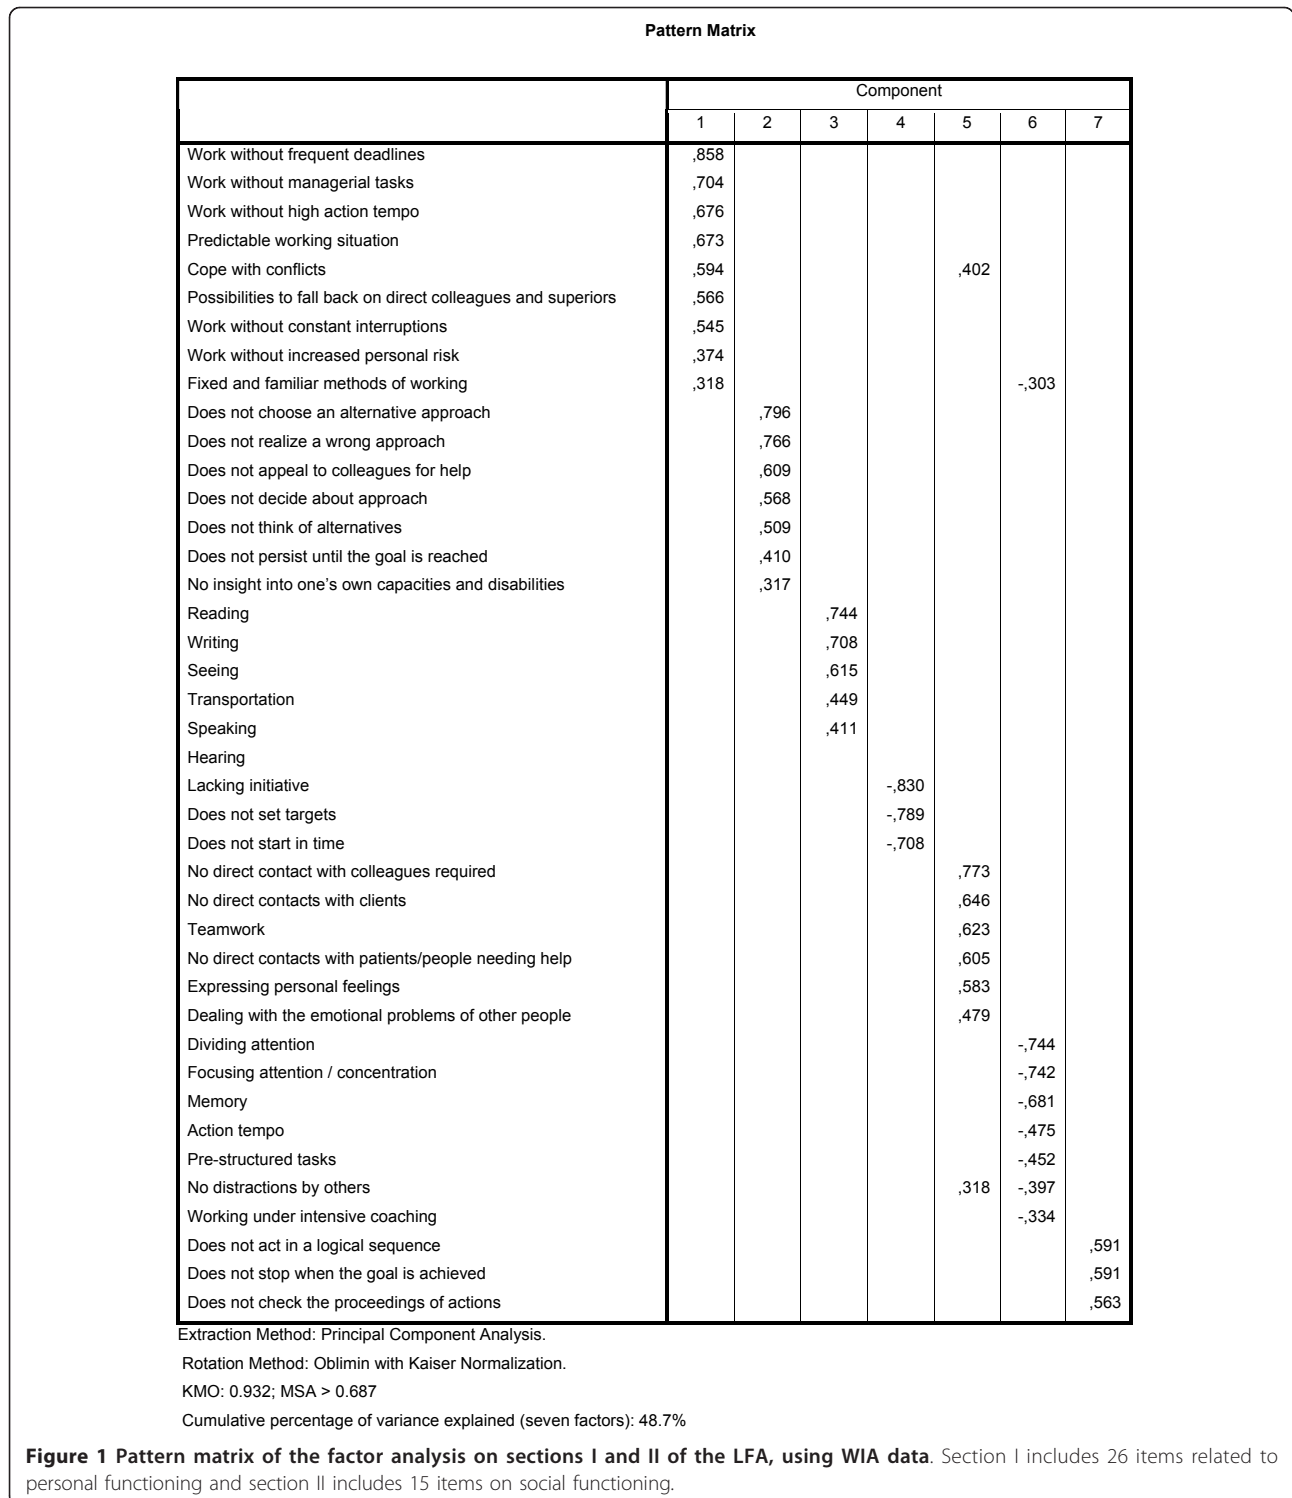 Pattern Matrix
Component
1 2 3 4 5 6 7
Work without frequent deadlines ,858
Work without managerial tasks ,704
Work without high action tempo ,676
Predictable working situation ,673
Cope with conflicts ,594 ,402
Possibilities to fall back on direct colleagues and superiors ,566
Work without constant interruptions ,545
Work without increased personal risk ,374
Fixed and familiar methods of working ,318 -,303
Does not choose an alternative approach ,796
Does not realize a wrong approach ,766
Does not appeal to colleagues for help ,609
Does not decide about approach ,568
Does not think of alternatives ,509
Does not persist until the goal is reached ,410
No insight into one’s own capacities and disabilities ,317
Reading ,744
Writing ,708
Seeing ,615
Transportation ,449
Speaking ,411
Hearing
Lacking initiative -,830
Does not set targets -,789
Does not start in time -,708
No direct contact with colleagues required ,773
No direct contacts with clients ,646
Teamwork ,623
No direct contacts with patients/people needing help ,605
Expressing personal feelings ,583
Dealing with the emotional problems of other people ,479
Dividing attention -,744
Focusing attention / concentration -,742
Memory -,681
Action tempo -,475
Pre-structured tasks -,452
No distractions by others ,318 -,397
Working under intensive coaching -,334
Does not act in a logical sequence ,591
Does not stop when the goal is achieved ,591
Does not check the proceedings of actions ,563
Extraction Method: Principal Component Analysis.
Rotation Method: Oblimin with Kaiser Normalization.
KMO: 0.932; MSA > 0.687
Cumulative percentage of variance explained (seven factors): 48.7%
Figure 1 Pattern matrix of the factor analysis on sections I and II of the LFA, using WIA data. Section I includes 26 items related to
personal functioning and section II includes 15 items on social functioning.